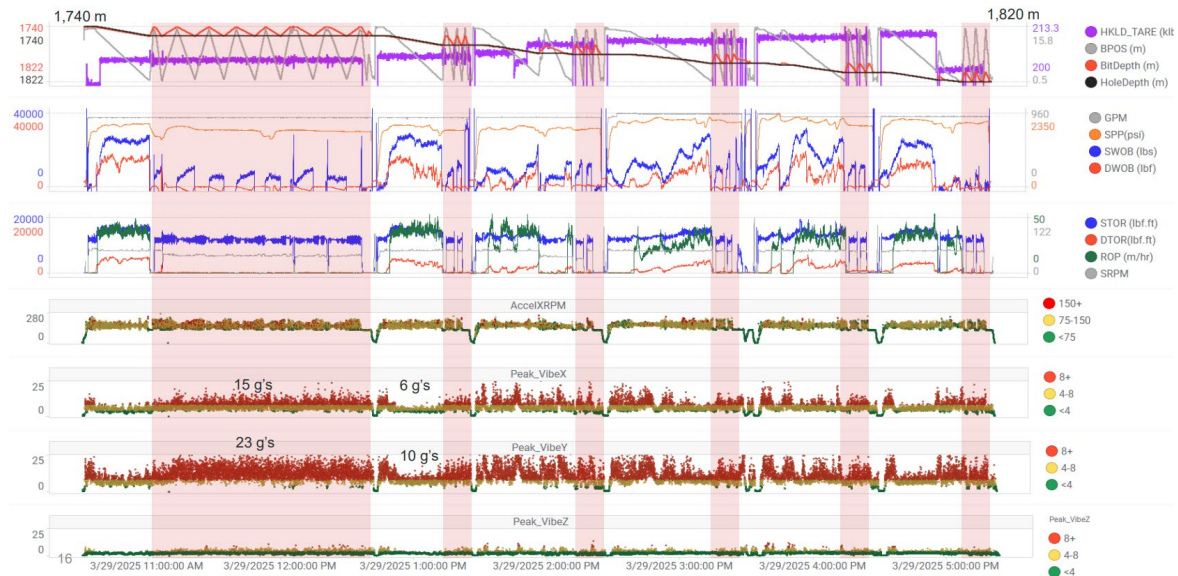 1,740 m
1,820 m
1740
1740
1822
1822
213.3
15.8
200
0.5
HKLD_TARE (klb
BPOS (m)
BitDepth (m)
HoleDepth (m)
40000
40000
0
0
960
2350
0
0
GPM
SPP(psi)
SWOB (lbs)
DWOB (lbf)
20000
20000
0
0
50
122
0
0
STOR (lbf.ft)
DTOR(lbf.ft)
ROP (m/hr)
SRPM
AccelXRPM
280
0
150+
75-150
<75
Peak_VibeX
25
0
15 g's
6 g's
8+
4-8
<4
Peak_VibeY
25
0
23 g's
10 g's
8+
4-8
<4
Peak_VibeZ
25
0
16
Peak_VibeZ
8+
4-8
<4
3/29/2025 11:00:00 AM 3/29/2025 12:00:00 PM 3/29/2025 1:00:00 PM 3/29/2025 2:00:00 PM 3/29/2025 3:00:00 PM 3/29/2025 4:00:00 PM 3/29/2025 5:00:00 PM